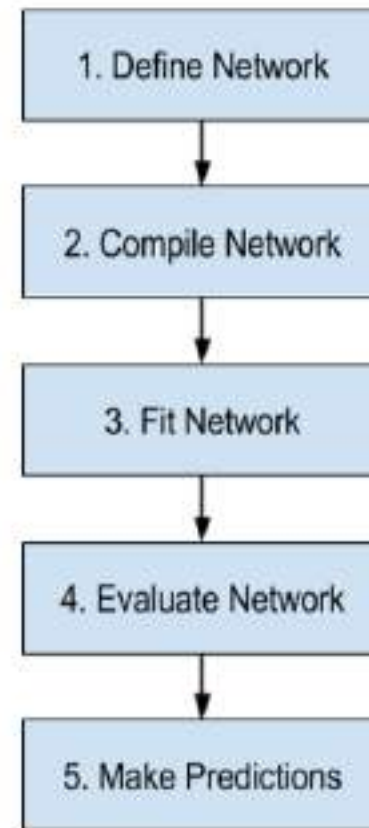 1. Define Network
2. Compile Network
3. Fit Network
4. Evaluate Network
5. Make Predictions